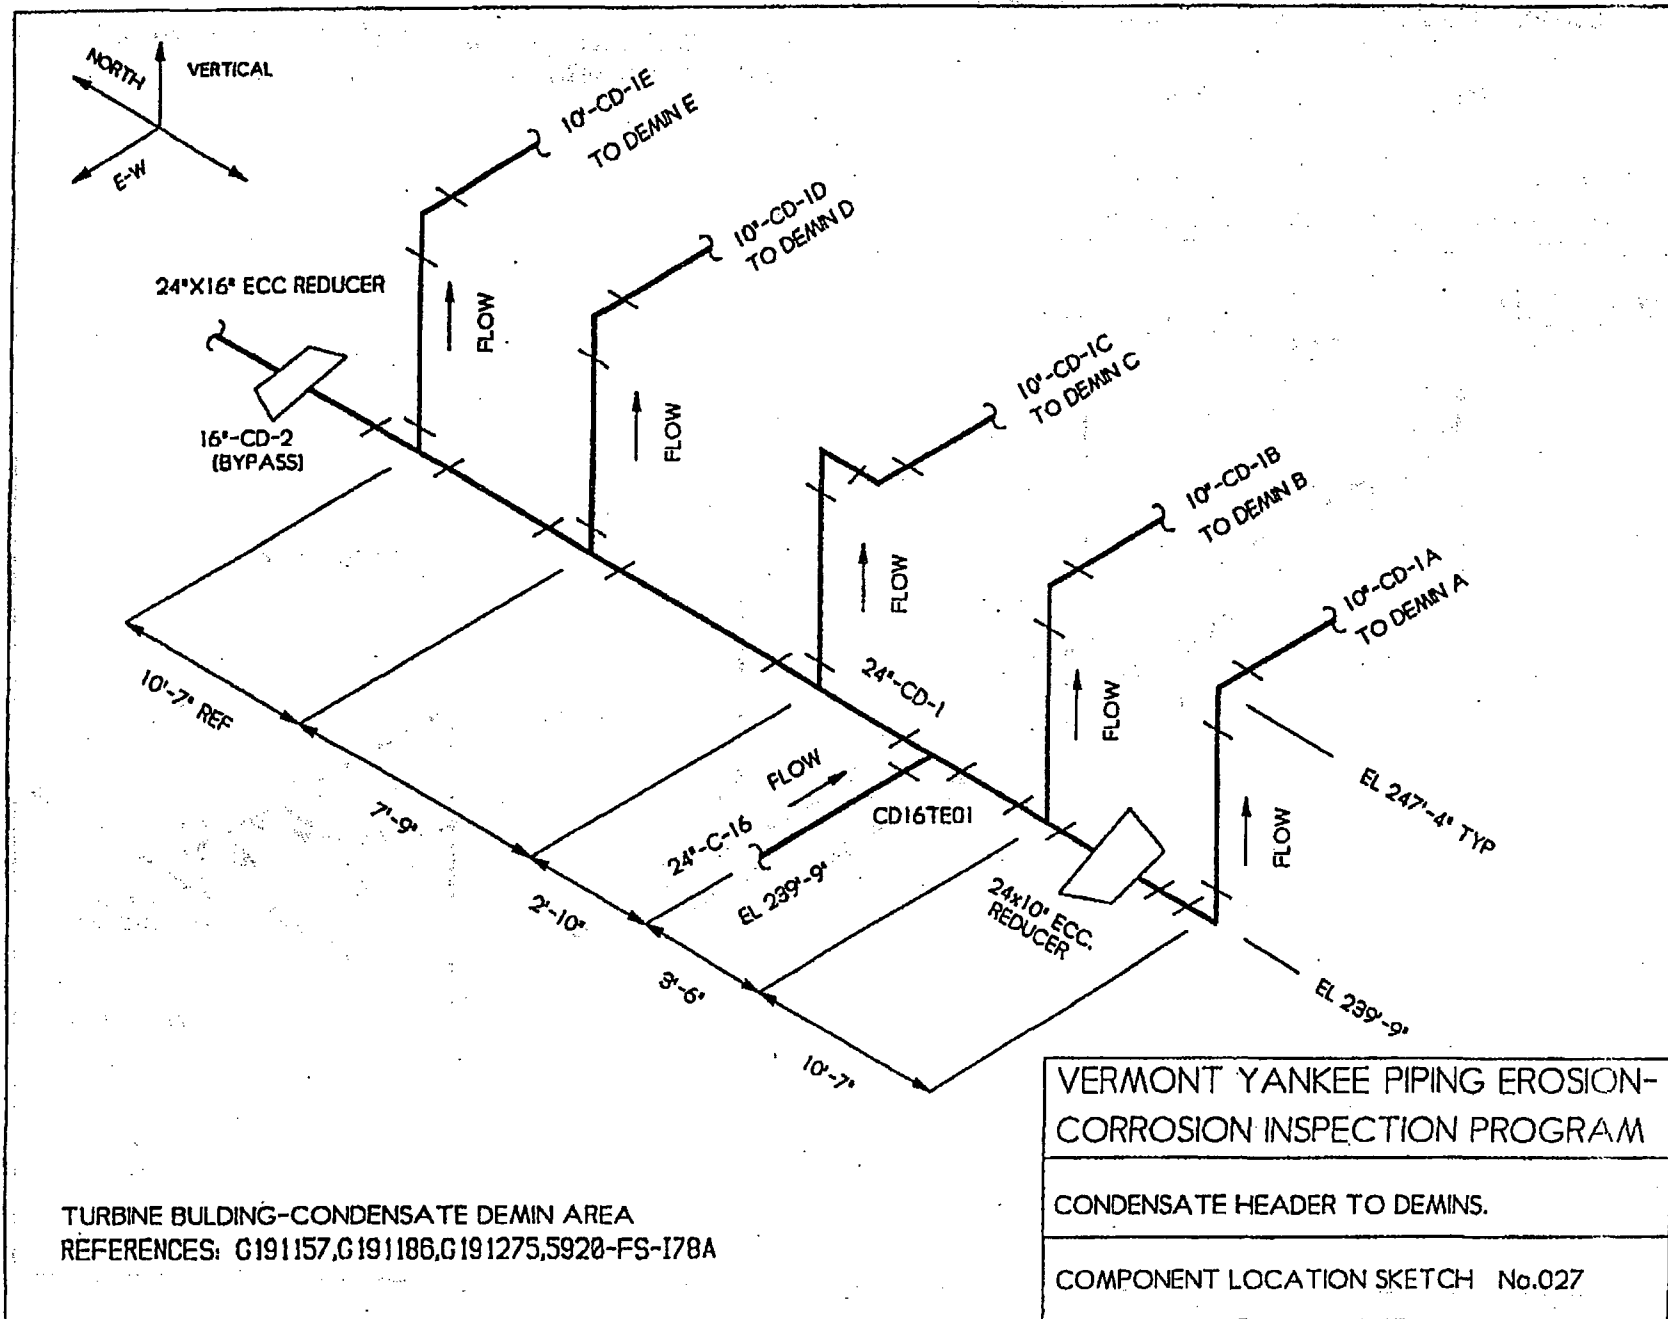 NORTH
VERTICAL
E-W
10"-CD-1E
TO DEMIN E
10"-CD-1D
TO DEMIN D
24"X16" ECC REDUCER
FLOW
FLOW
10"-CD-1C
TO DEMIN C
16"-CD-2
(BYPASS)
10"-CD-1B
TO DEMIN B
FLOW
10"-CD-1A
TO DEMIN A
24"-CD-1
FLOW
10'-7" REF
FLOW
EL 247'-4" TYP
7'-9"
CD16TE01
FLOW
24"-C-16
EL 239'-9"
2'-10"
24x10" ECC.
REDUCER
3'-6"
EL 239'-9"
10'-7"
VERMONT YANKEE PIPING EROSION-
CORROSION INSPECTION PROGRAM
CONDENSATE HEADER TO DEMINS.
COMPONENT LOCATION SKETCH No.027
TURBINE BULDING-CONDENSATE DEMIN AREA
REFERENCES: G191157,G191186,G191275,5920-FS-I78A